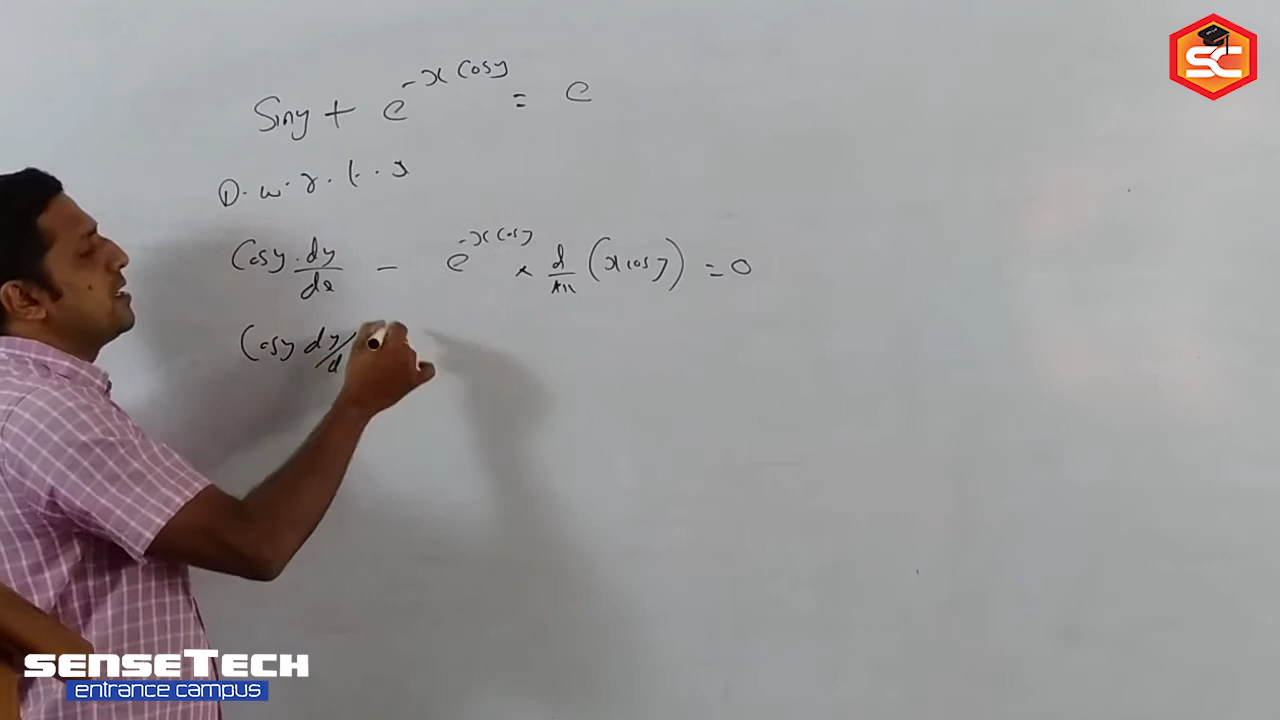 Siny + e^{-x cosy} = e
D.w.r.t.x
Cosy.dy/dx - e^{-x cosy} × d/dx (x cosy) = 0
Cosy dy/d
SC
SENSETECH
entrance campus